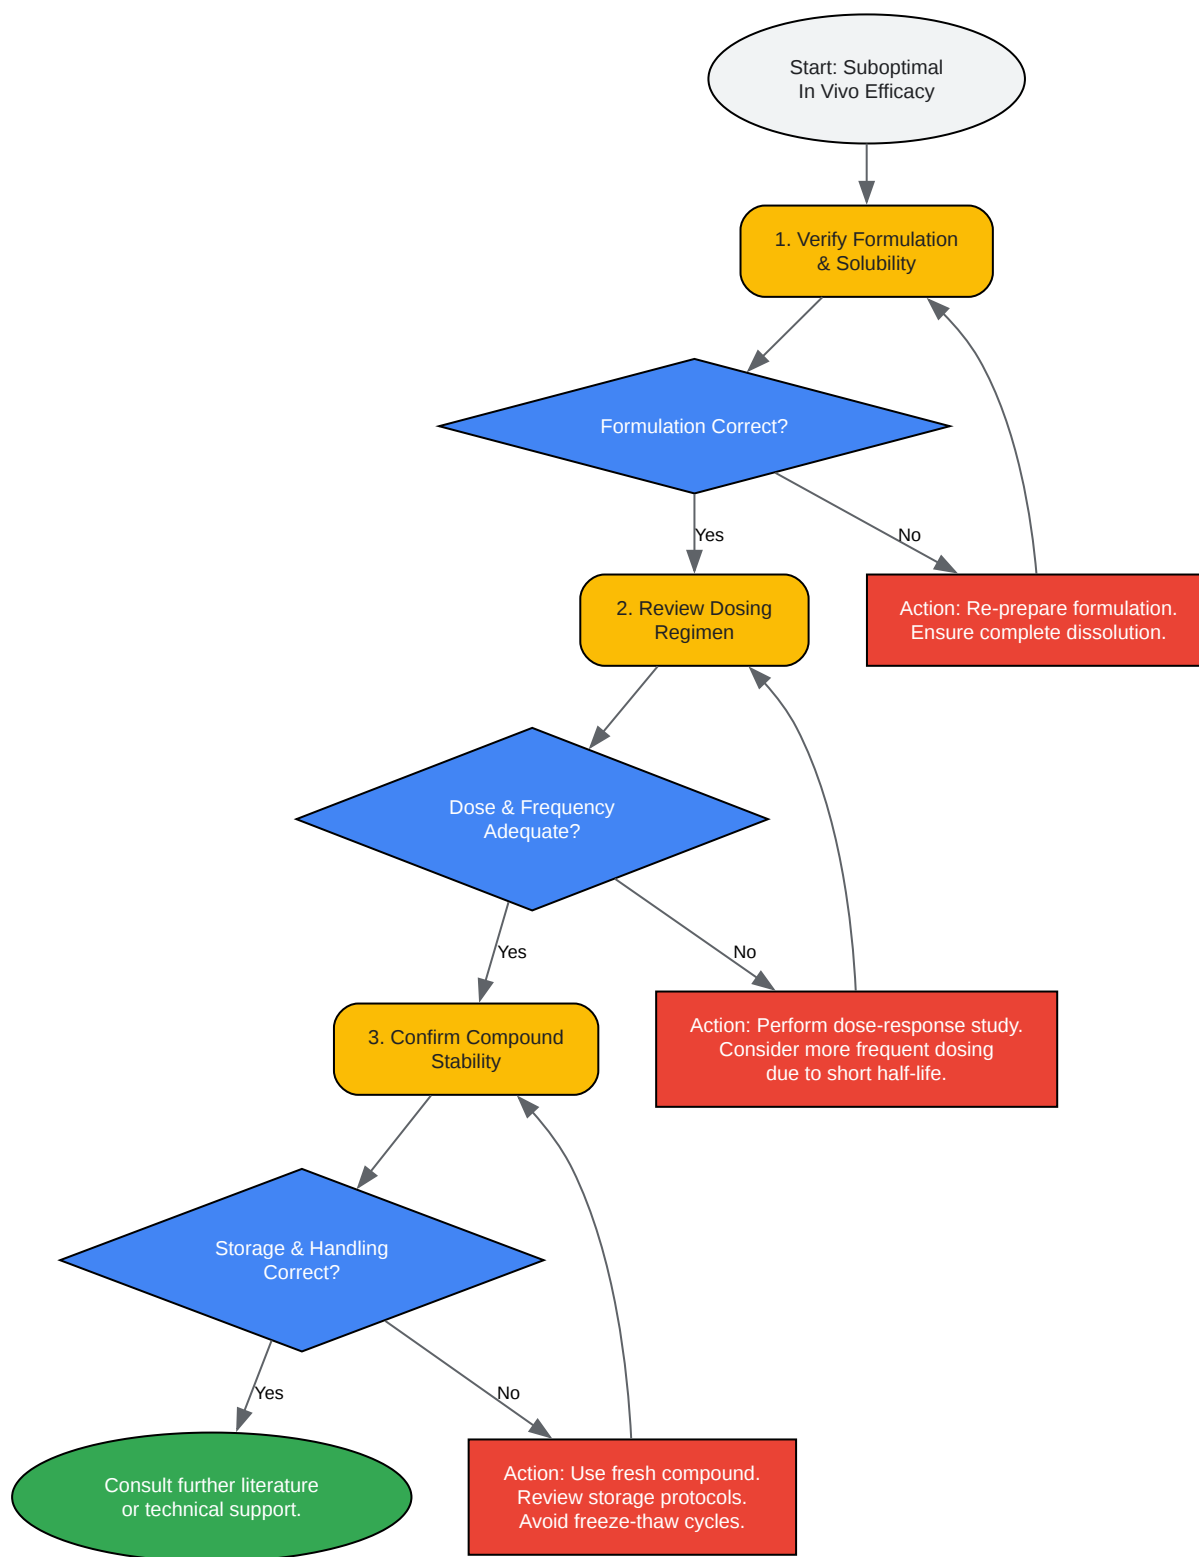 Start: Suboptimal
In Vivo Efficacy
1. Verify Formulation
& Solubility
Formulation Correct?
Yes
No
2. Review Dosing
Regimen
Action: Re-prepare formulation.
Ensure complete dissolution.
Dose & Frequency
Adequate?
Yes
No
3. Confirm Compound
Stability
Action: Perform dose-response study.
Consider more frequent dosing
due to short half-life.
Storage & Handling
Correct?
Yes
No
Consult further literature
or technical support.
Action: Use fresh compound.
Review storage protocols.
Avoid freeze-thaw cycles.